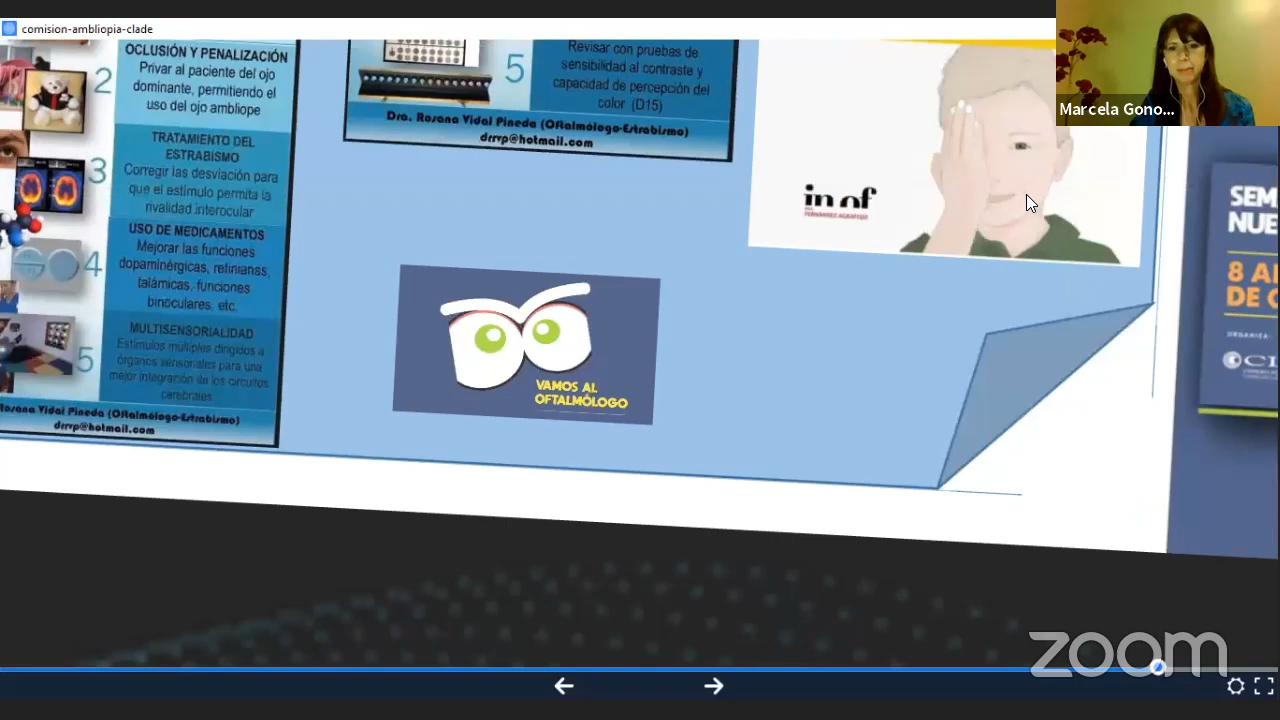 comision-ambliopia-clade
Marcela Gono...
2
OCLUSIÓN Y PENALIZACIÓN
Privar al paciente del ojo
dominante, permitiendo el
uso del ojo ambliope
3
TRATAMIENTO DEL
ESTRABISMO
Corregir las desviación para
que el estímulo permita la
rivalidad interocular
4
USO DE MEDICAMENTOS
Mejorar las funciones
dopaminérgicas, retinianas,
talámicas, funciones
binoculares, etc.
5
MULTISENSORIALIDAD
Estímulos múltiples dirigidos a
órganos sensoriales para una
mejor integración de los circuitos
cerebrales
Rosana Vidal Pineda (Oftalmólogo-Estrabismo)
drrvp@hotmail.com
5
Revisar con pruebas de
sensibilidad al contraste y
capacidad de percepción del
color (D15)
Dra. Rosana Vidal Pineda (Oftalmólogo-Estrabismo)
drrvp@hotmail.com
in of
FERNÁNDEZ AGRAFOJO
VAMOS AL
OFTALMÓLOGO
SEM
NUE
8 A
DE
ORGANIZA:
zoom